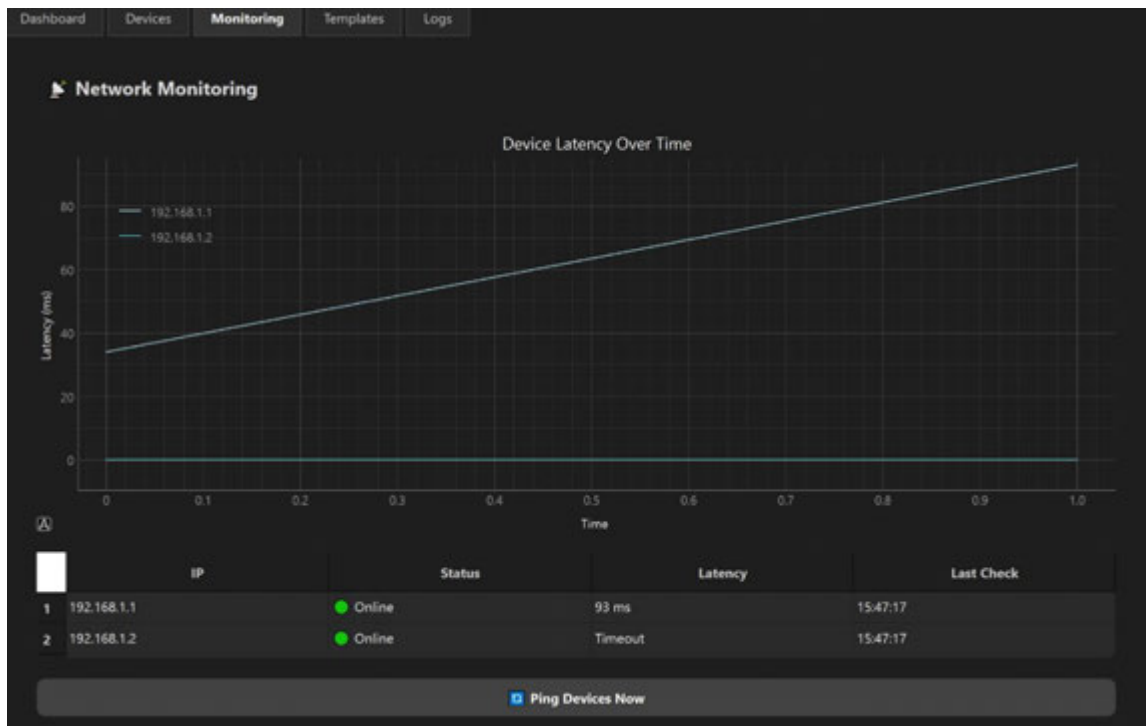 Dashboard Devices Monitoring Templates Logs
Network Monitoring
Device Latency Over Time
80
60
40
20
0
Latency (ms)
192.168.1.1
192.168.1.2
0 0.1 0.2 0.3 0.4 0.5 0.6 0.7 0.8 0.9 1.0
Time
A
IP Status Latency Last Check
1 192.168.1.1 Online 93 ms 15:47:17
2 192.168.1.2 Online Timeout 15:47:17
Ping Devices Now